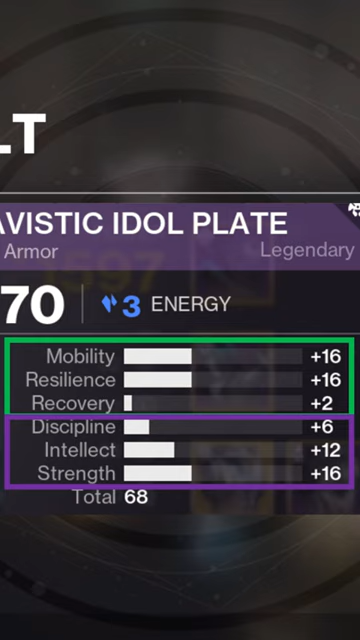 LT
AVISTIC IDOL PLATE
Armor Legendary
70 3 ENERGY
Mobility +16
Resilience +16
Recovery +2
Discipline +6
Intellect +12
Strength +16
Total 68